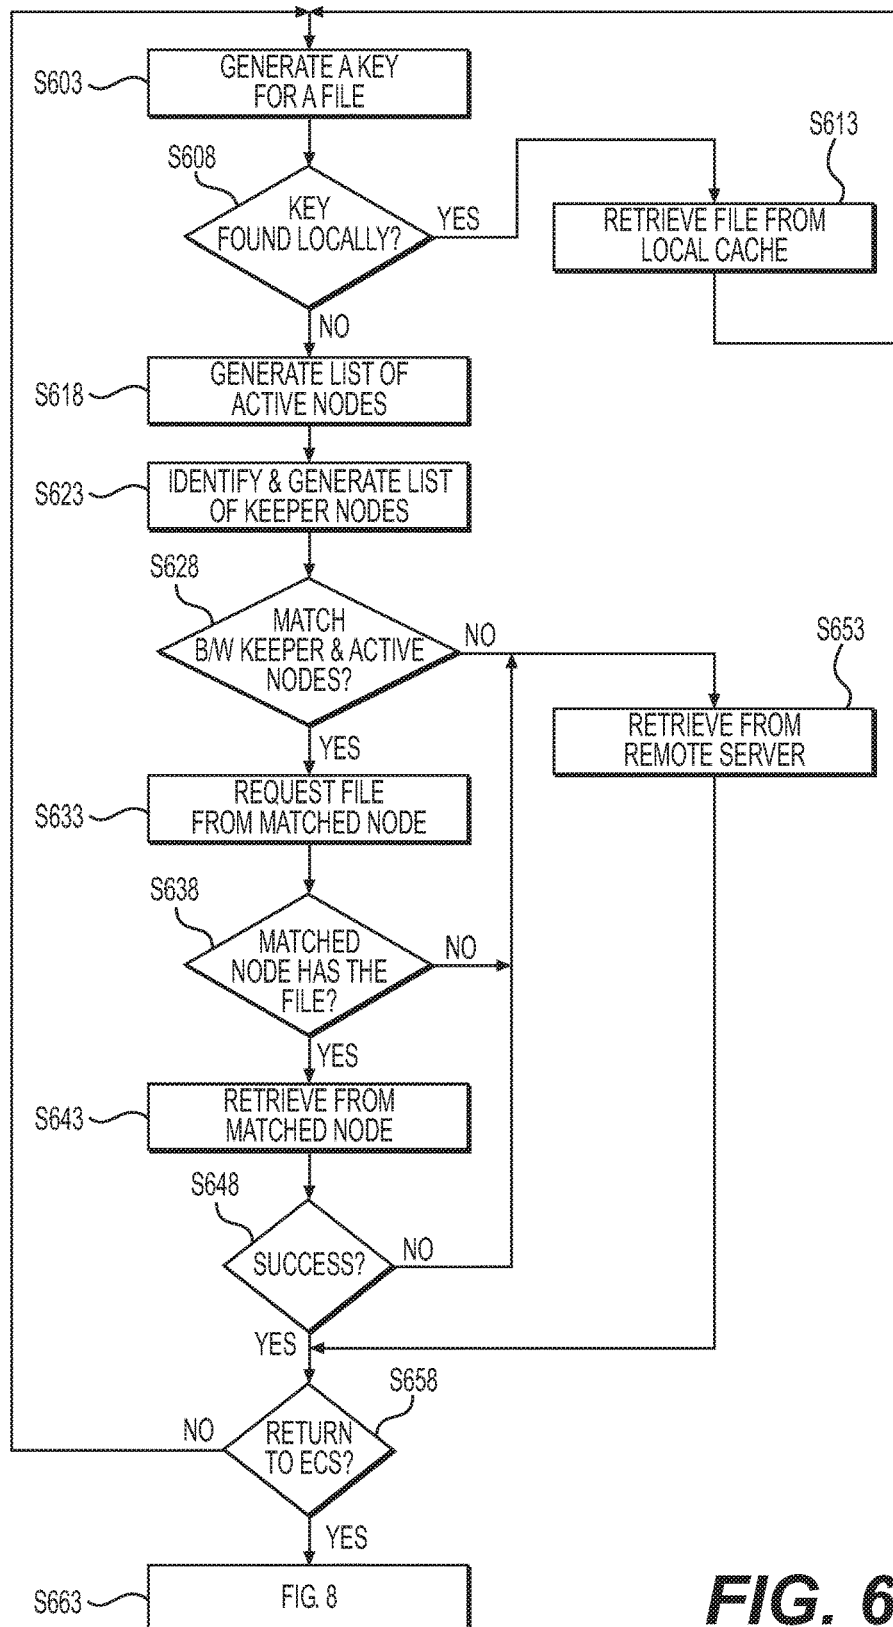 S603
GENERATE A KEY
FOR A FILE
S608
KEY
FOUND LOCALLY?
YES
S613
RETRIEVE FILE FROM
LOCAL CACHE
NO
S618
GENERATE LIST OF
ACTIVE NODES
S623
IDENTIFY & GENERATE LIST
OF KEEPER NODES
S628
MATCH
B/W KEEPER & ACTIVE
NODES?
NO
S653
RETRIEVE FROM
REMOTE SERVER
YES
S633
REQUEST FILE
FROM MATCHED NODE
S638
MATCHED
NODE HAS THE
FILE?
NO
YES
S643
RETRIEVE FROM
MATCHED NODE
S648
SUCCESS?
NO
YES
S658
RETURN
TO ECS?
NO
YES
S663
FIG. 8
FIG. 6